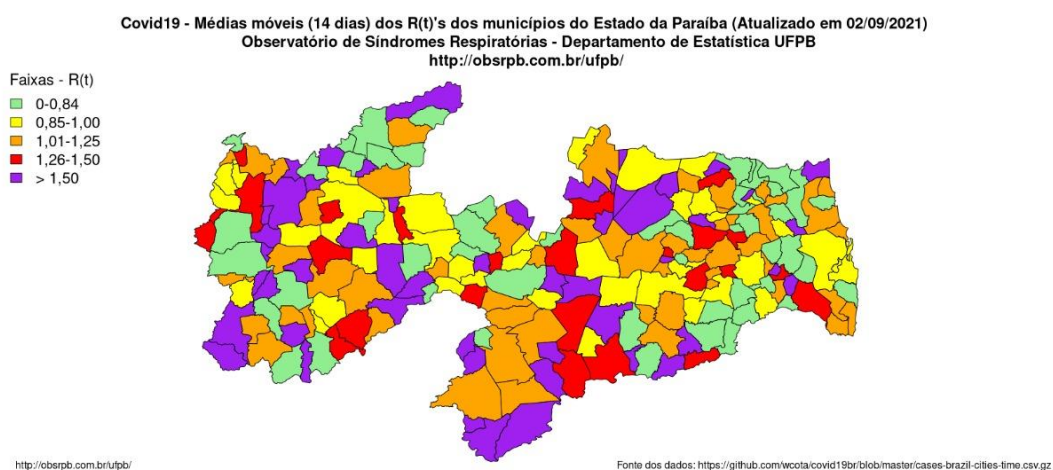 Covid19 - Médias móveis (14 dias) dos R(t)'s dos municípios do Estado da Paraíba (Atualizado em 02/09/2021)
Observatório de Síndromes Respiratórias - Departamento de Estatística UFPB
http://obsrpb.com.br/ufpb/
Faixas - R(t)
0-0,84
0,85-1,00
1,01-1,25
1,26-1,50
> 1,50
http://obsrpb.com.br/ufpb/
Fonte dos dados: https://github.com/wcota/covid19br/blob/master/cases-brazil-cities-time.csv.gz